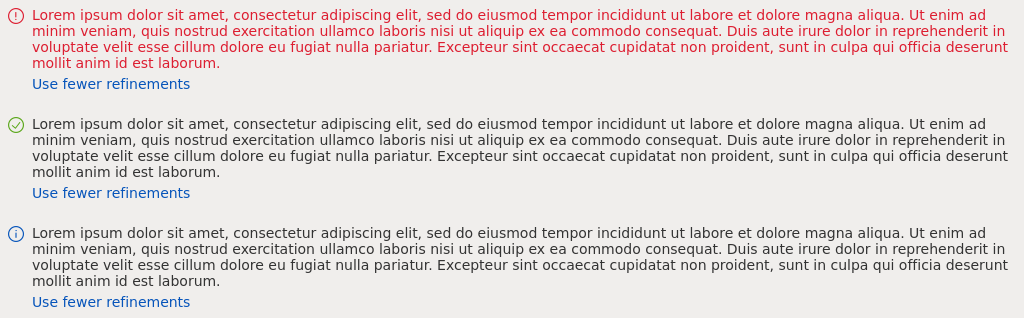 Lorem ipsum dolor sit amet, consectetur adipiscing elit, sed do eiusmod tempor incididunt ut labore et dolore magna aliqua. Ut enim ad
minim veniam, quis nostrud exercitation ullamco laboris nisi ut aliquip ex ea commodo consequat. Duis aute irure dolor in reprehenderit in
voluptate velit esse cillum dolore eu fugiat nulla pariatur. Excepteur sint occaecat cupidatat non proident, sunt in culpa qui officia deserunt
mollit anim id est laborum.
Use fewer refinements
Lorem ipsum dolor sit amet, consectetur adipiscing elit, sed do eiusmod tempor incididunt ut labore et dolore magna aliqua. Ut enim ad
minim veniam, quis nostrud exercitation ullamco laboris nisi ut aliquip ex ea commodo consequat. Duis aute irure dolor in reprehenderit in
voluptate velit esse cillum dolore eu fugiat nulla pariatur. Excepteur sint occaecat cupidatat non proident, sunt in culpa qui officia deserunt
mollit anim id est laborum.
Use fewer refinements
Lorem ipsum dolor sit amet, consectetur adipiscing elit, sed do eiusmod tempor incididunt ut labore et dolore magna aliqua. Ut enim ad
minim veniam, quis nostrud exercitation ullamco laboris nisi ut aliquip ex ea commodo consequat. Duis aute irure dolor in reprehenderit in
voluptate velit esse cillum dolore eu fugiat nulla pariatur. Excepteur sint occaecat cupidatat non proident, sunt in culpa qui officia deserunt
mollit anim id est laborum.
Use fewer refinements